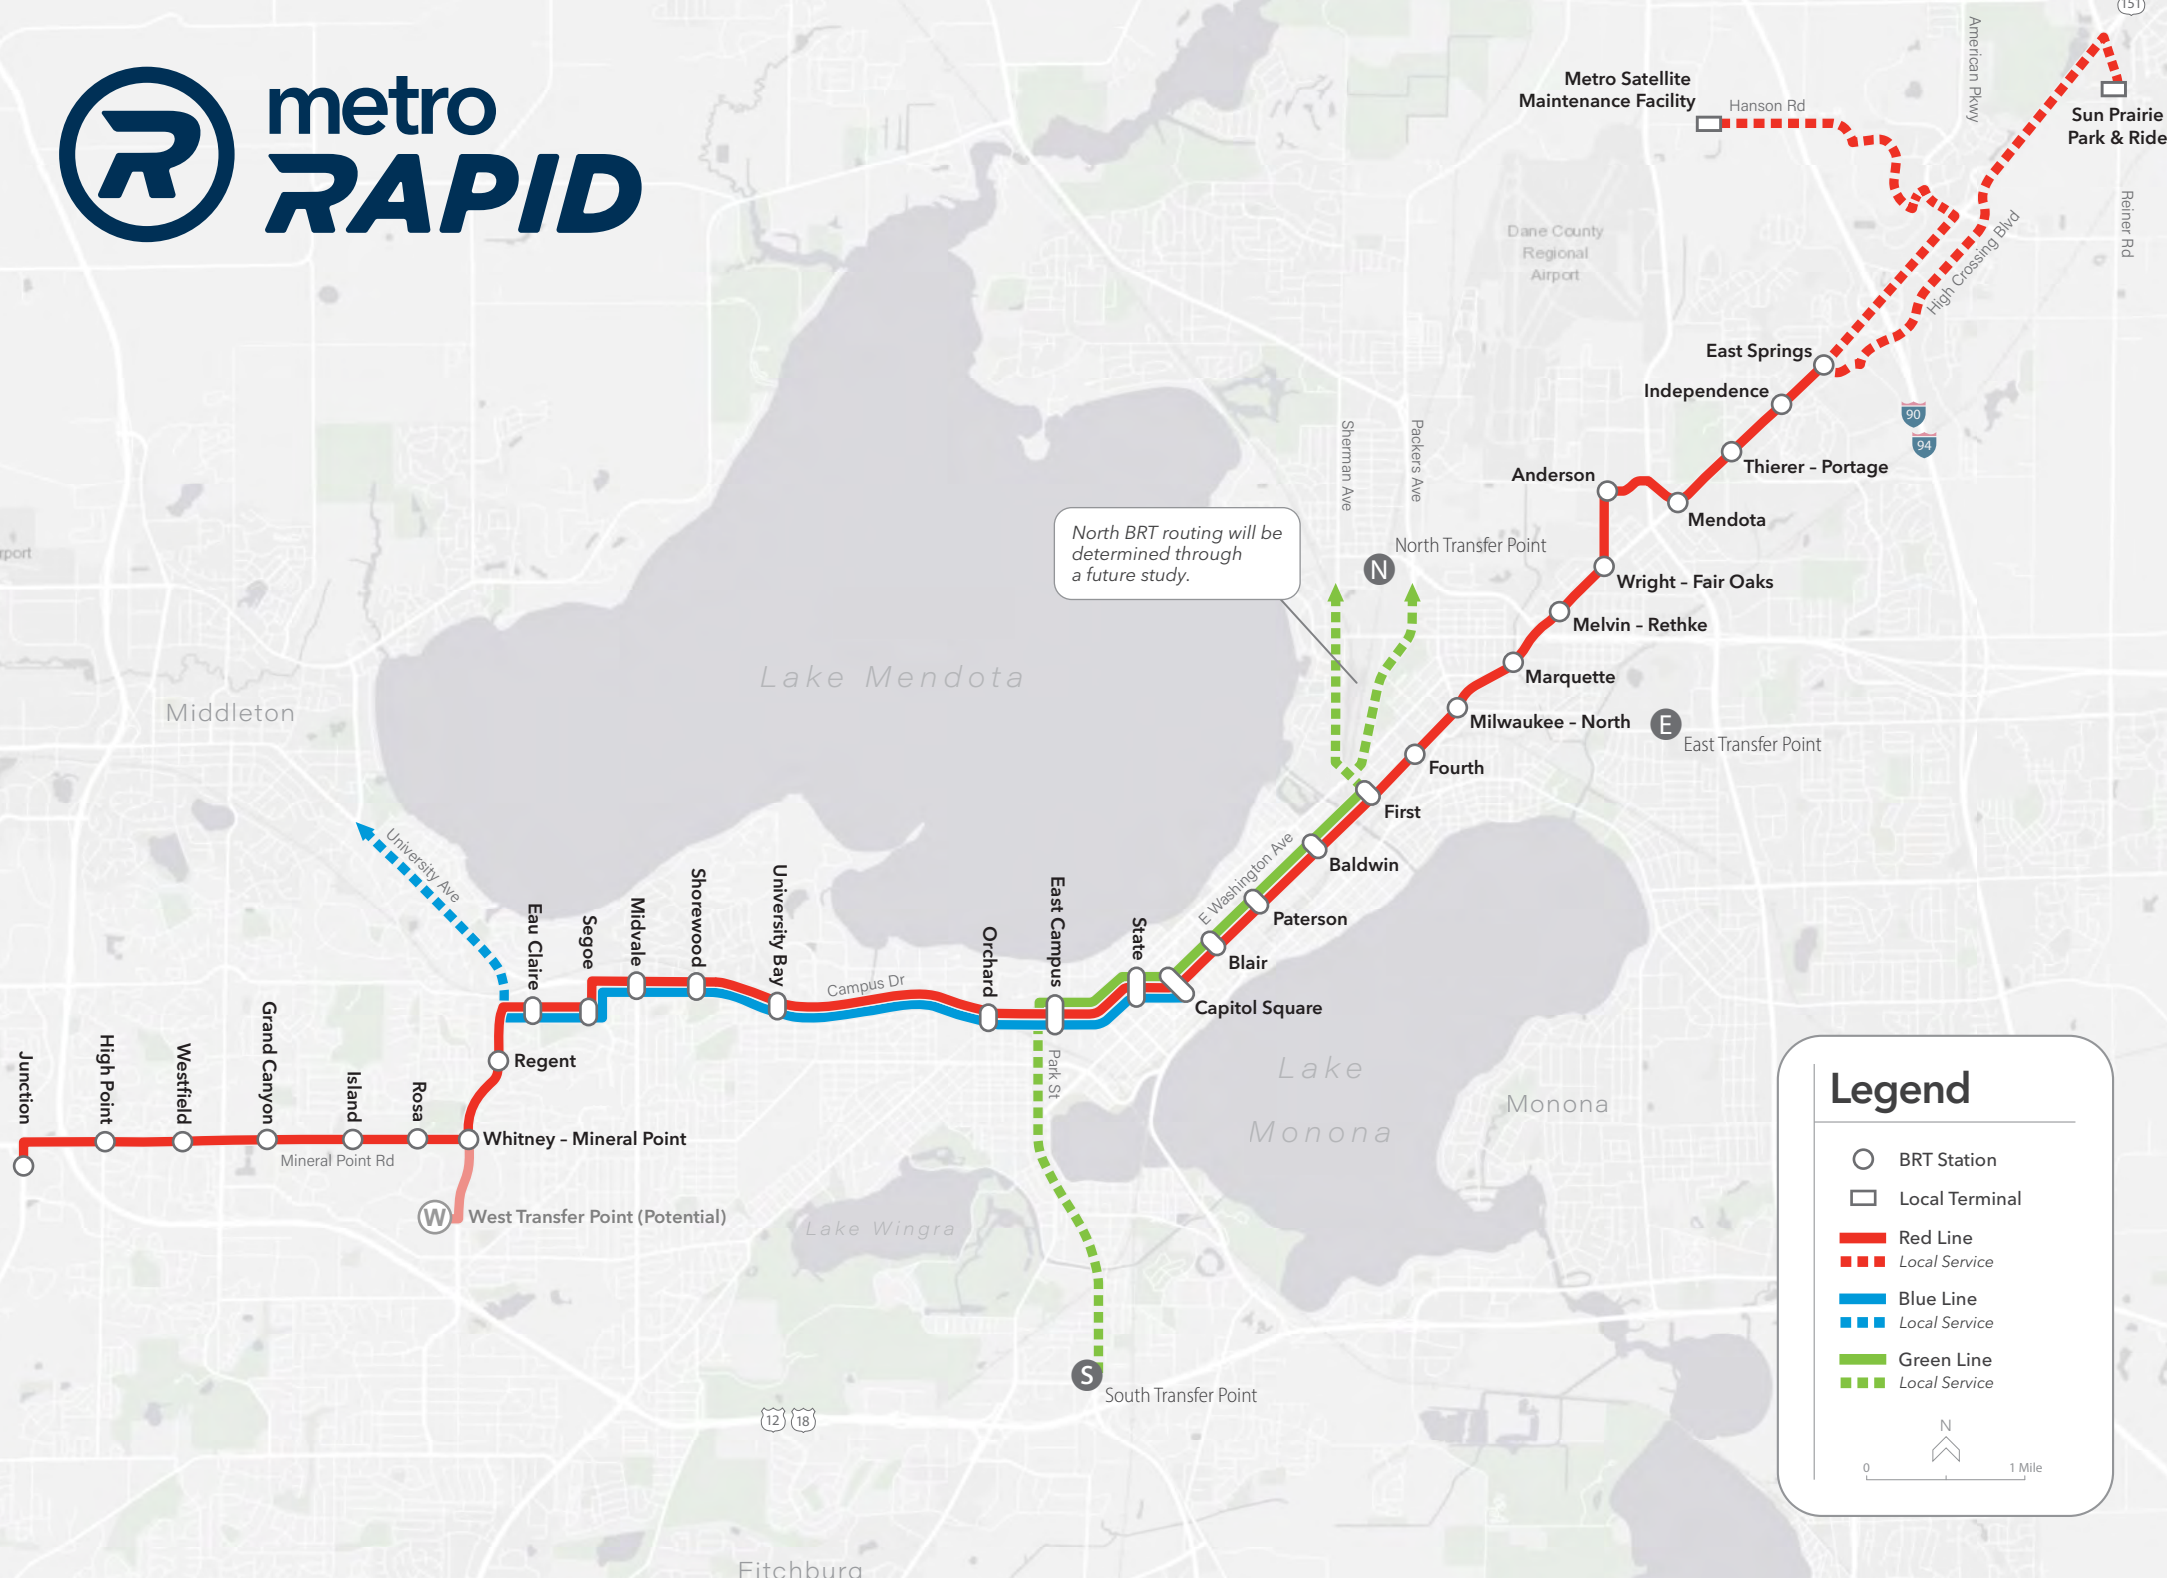 151
American Pkwy
Metro Satellite
Maintenance Facility
Hanson Rd
R metro
RAPID
Sun Prairie
Park & Ride
Reiner Rd
High Crossing Blvd
Dane County
Regional
Airport
East Springs
Independence
90
94
Thierer – Portage
Anderson
Mendota
Sherman Ave
Packers Ave
North BRT routing will be
determined through
a future study.
North Transfer Point
N
rport
Wright – Fair Oaks
Melvin – Rethke
Lake Mendota
Marquette
Middleton
Milwaukee – North
E
East Transfer Point
Fourth
First
University Ave
E Washington Ave
Baldwin
Paterson
Blair
Capitol Square
Eau Claire
Segoe
Midvale
Shorewood
University Bay
Campus Dr
Orchard
East Campus
State
Park St
Junction
High Point
Westfield
Grand Canyon
Island
Rosa
Regent
Whitney – Mineral Point
Mineral Point Rd
W
West Transfer Point (Potential)
Lake
Monona
Monona
Lake Wingra
S
South Transfer Point
12
18
Fitchburg
Legend
BRT Station
Local Terminal
Red Line
Local Service
Blue Line
Local Service
Green Line
Local Service
N
0
1 Mile